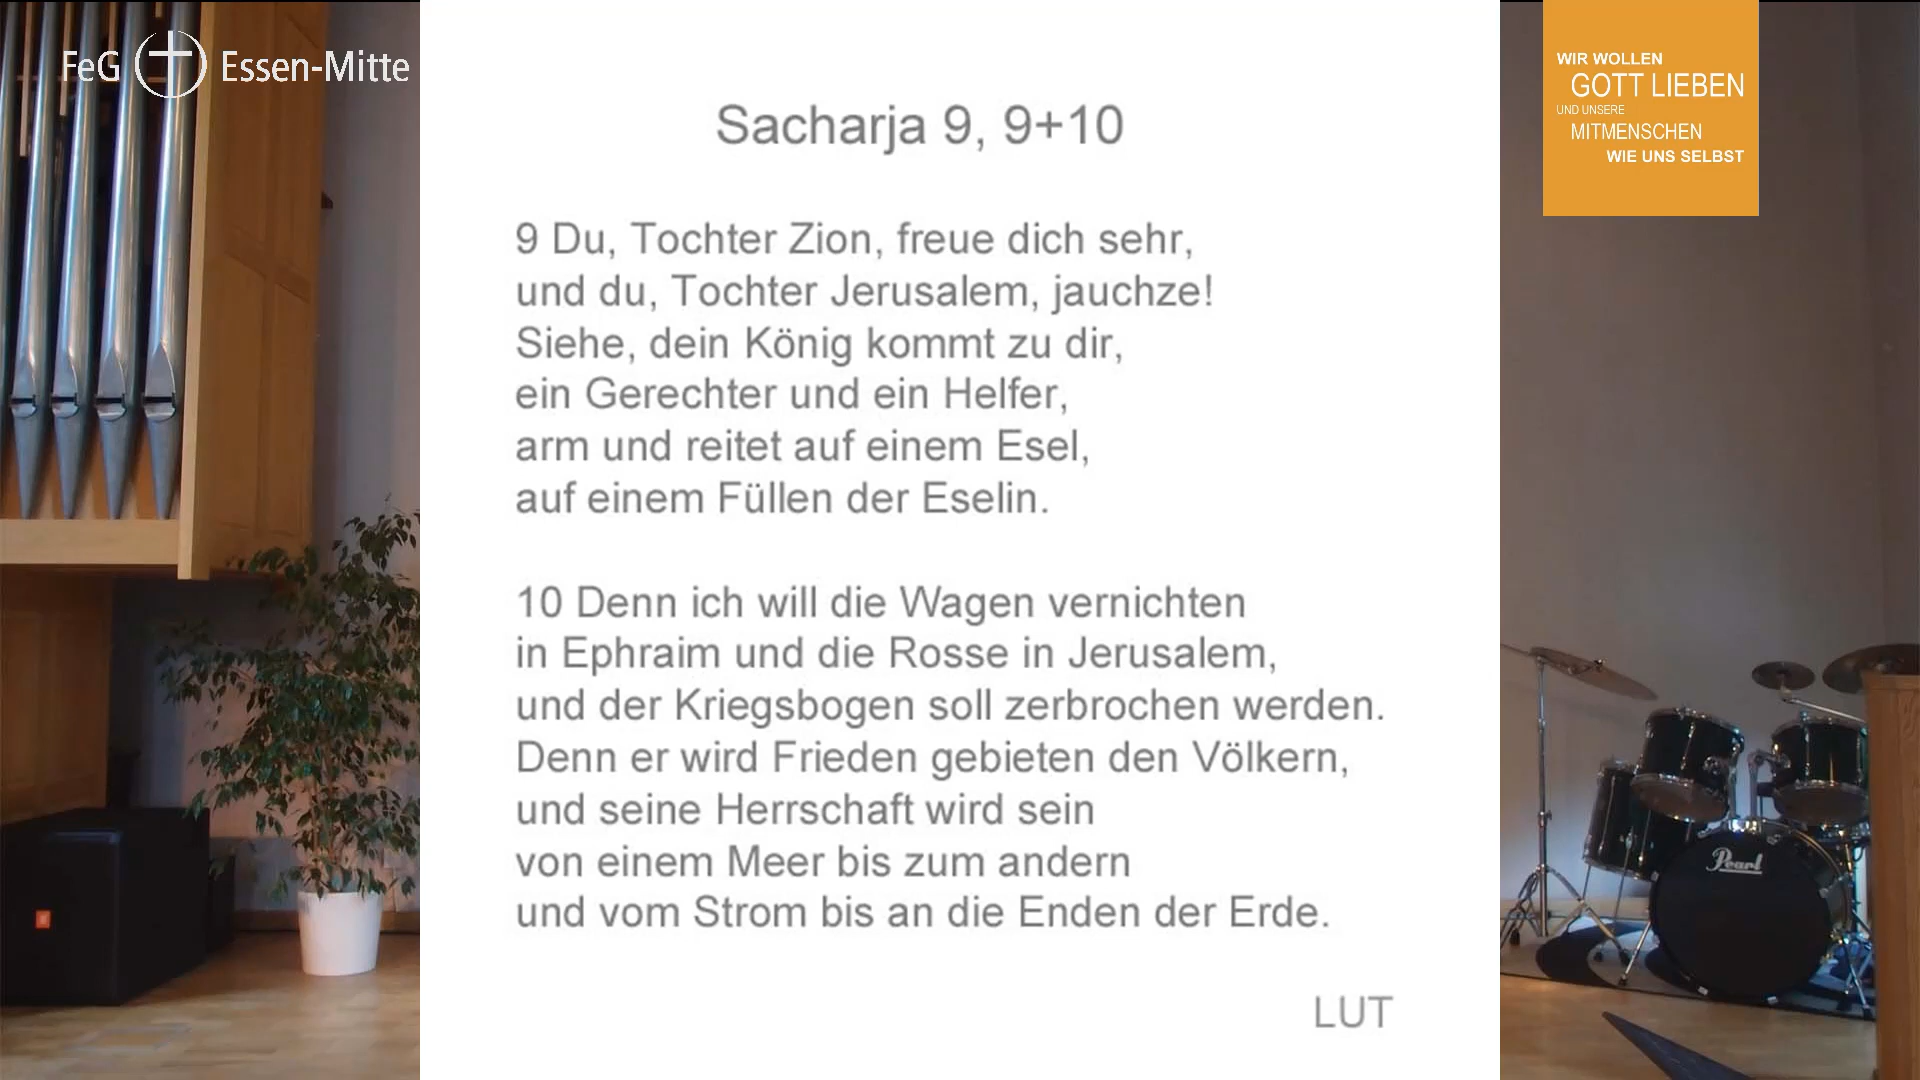 FeG Essen-Mitte
WIR WOLLEN
GOTT LIEBEN
UND UNSERE
MITMENSCHEN
WIE UNS SELBST
Sacharja 9, 9+10
9 Du, Tochter Zion, freue dich sehr,
und du, Tochter Jerusalem, jauchze!
Siehe, dein König kommt zu dir,
ein Gerechter und ein Helfer,
arm und reitet auf einem Esel,
auf einem Füllen der Eselin.
10 Denn ich will die Wagen vernichten
in Ephraim und die Rosse in Jerusalem,
und der Kriegsbogen soll zerbrochen werden.
Denn er wird Frieden gebieten den Völkern,
und seine Herrschaft wird sein
von einem Meer bis zum andern
und vom Strom bis an die Enden der Erde.
LUT
Pearl